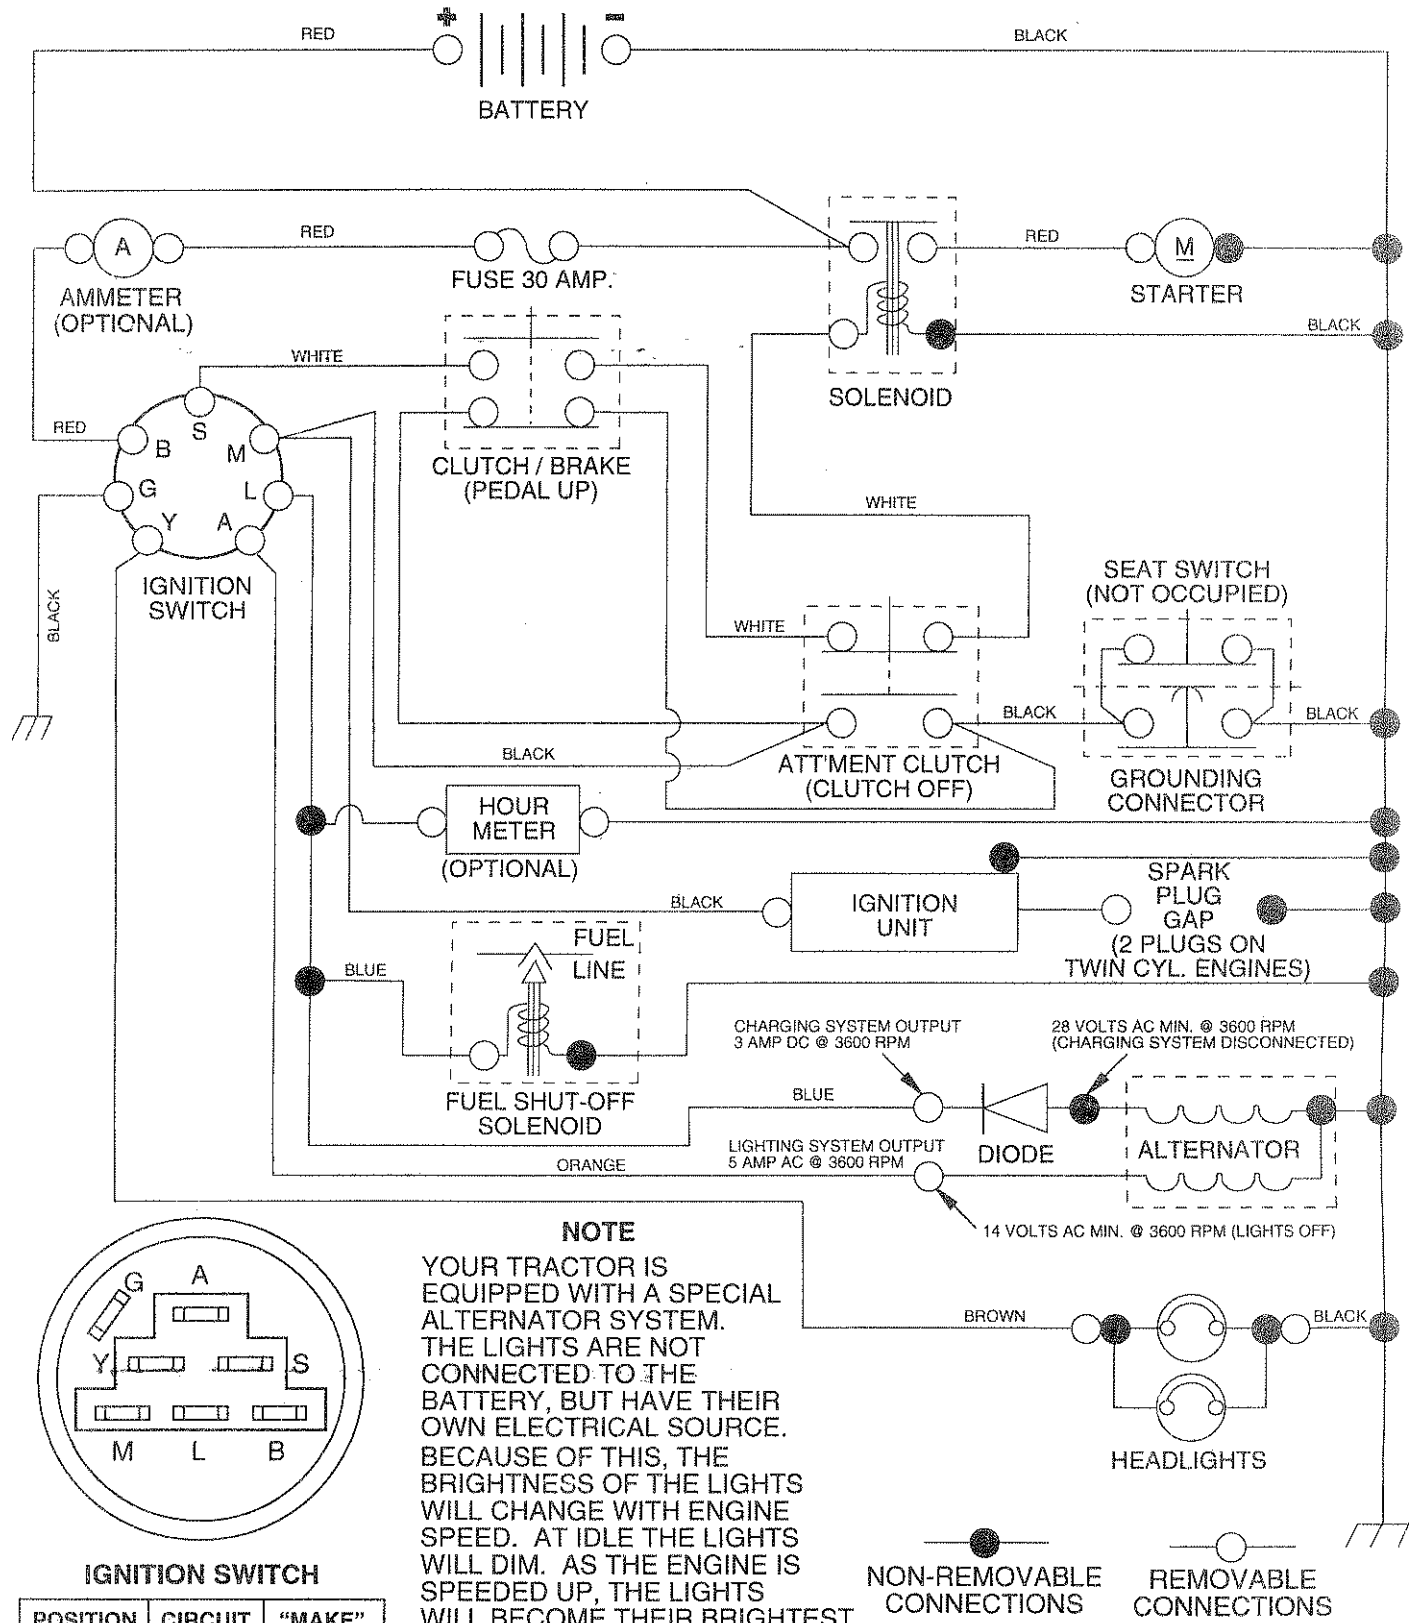 + -
RED
BLACK
BATTERY
RED
RED
A
M
FUSE 30 AMP.
STARTER
AMMETER
(OPTIONAL)
BLACK
WHITE
SOLENOID
RED
S
B
M
G
L
Y
A
CLUTCH / BRAKE
(PEDAL UP)
WHITE
IGNITION
SWITCH
BLACK
SEAT SWITCH
(NOT OCCUPIED)
WHITE
BLACK
BLACK
BLACK
ATT'MENT CLUTCH
(CLUTCH OFF)
GROUNDING
CONNECTOR
HOUR
METER
(OPTIONAL)
BLACK
IGNITION
UNIT
SPARK
PLUG
GAP
(2 PLUGS ON
TWIN CYL. ENGINES)
FUEL
LINE
BLUE
CHARGING SYSTEM OUTPUT
3 AMP DC @ 3600 RPM
28 VOLTS AC MIN. @ 3600 RPM
(CHARGING SYSTEM DISCONNECTED)
FUEL SHUT-OFF
SOLENOID
BLUE
DIODE
ALTERNATOR
LIGHTING SYSTEM OUTPUT
5 AMP AC @ 3600 RPM
ORANGE
14 VOLTS AC MIN. @ 3600 RPM (LIGHTS OFF)
BROWN
BLACK
HEADLIGHTS
G
A
Y
S
M L B
IGNITION SWITCH
POSITION CIRCUIT "MAKE"
NOTE
YOUR TRACTOR IS
EQUIPPED WITH A SPECIAL
ALTERNATOR SYSTEM.
THE LIGHTS ARE NOT
CONNECTED TO THE
BATTERY, BUT HAVE THEIR
OWN ELECTRICAL SOURCE.
BECAUSE OF THIS, THE
BRIGHTNESS OF THE LIGHTS
WILL CHANGE WITH ENGINE
SPEED. AT IDLE THE LIGHTS
WILL DIM. AS THE ENGINE IS
SPEEDED UP, THE LIGHTS
WILL BECOME THEIR BRIGHTEST
NON-REMOVABLE
CONNECTIONS
REMOVABLE
CONNECTIONS